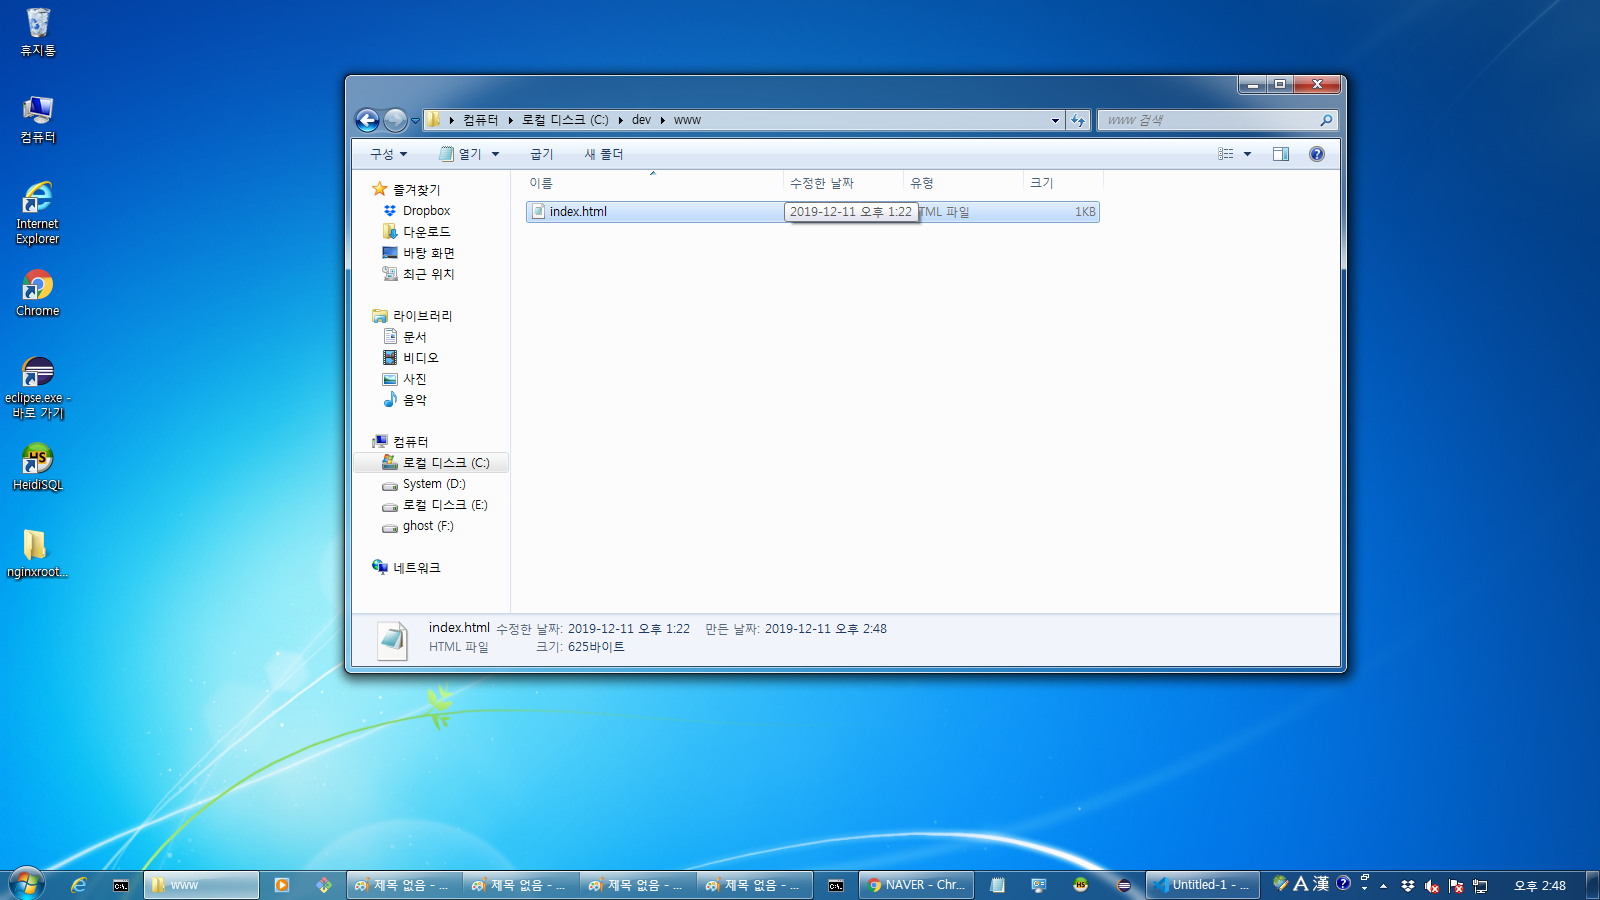 휴지통
컴퓨터
Internet
Explorer
Chrome
eclipse.exe -
바로 가기
HeidiSQL
nginxroot...
컴퓨터 로컬 디스크 (C:) dev www
www 검색
구성 열기 굽기 새 폴더
즐겨찾기
Dropbox
다운로드
바탕 화면
최근 위치
라이브러리
문서
비디오
사진
음악
컴퓨터
로컬 디스크 (C:)
System (D:)
로컬 디스크 (E:)
ghost (F:)
네트워크
이름 수정한 날짜 유형 크기
index.html 2019-12-11 오후 1:22 TML 파일 1KB
index.html 수정한 날짜: 2019-12-11 오후 1:22 만든 날짜: 2019-12-11 오후 2:48
HTML 파일 크기: 625바이트
www 제목 없음 - ... 제목 없음 - ... 제목 없음 - ... 제목 없음 - ... NAVER - Chr... Untitled-1 - ... A 漢 오후 2:48